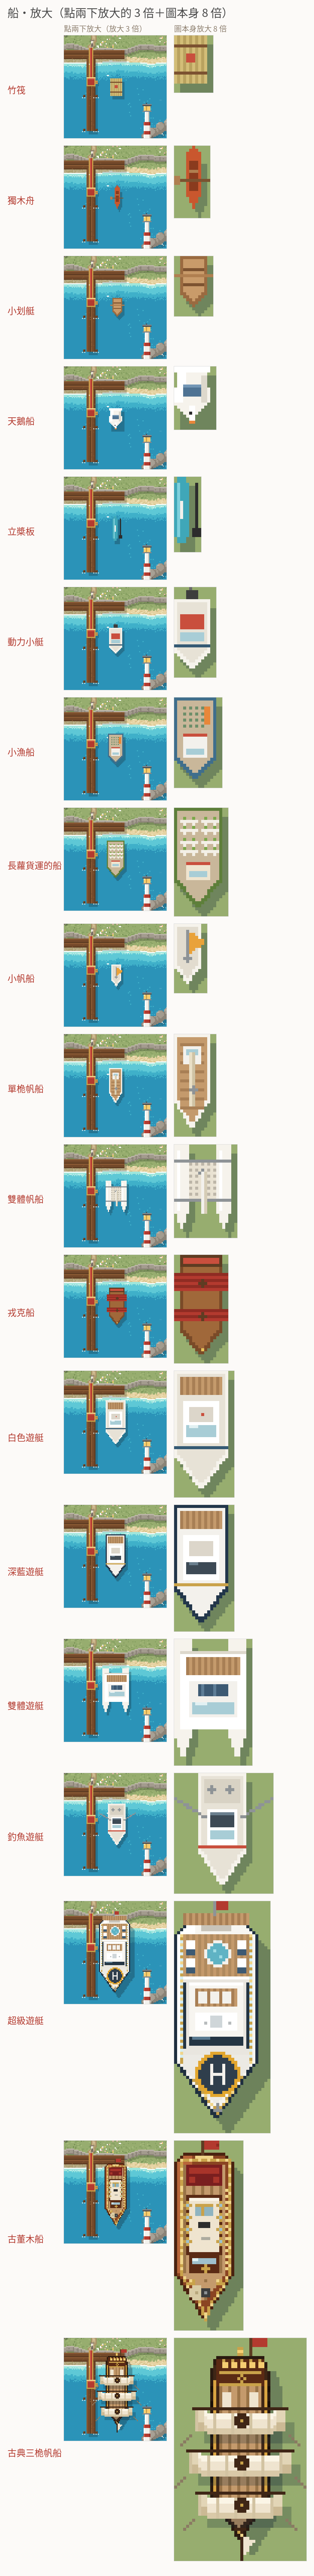 船・放大（點兩下放大的 3 倍＋圖本身 8 倍）
點兩下放大（放大 3 倍）
圖本身放大 8 倍
竹筏
獨木舟
小划艇
天鵝船
立槳板
動力小艇
小漁船
長蘿貨運的船
小帆船
單桅帆船
雙體帆船
戎克船
白色遊艇
深藍遊艇
雙體遊艇
釣魚遊艇
超級遊艇
H
H
古董木船
古典三桅帆船